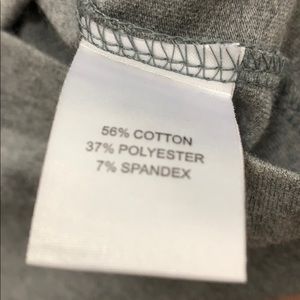 56% COTTON
37% POLYESTER
7% SPANDEX